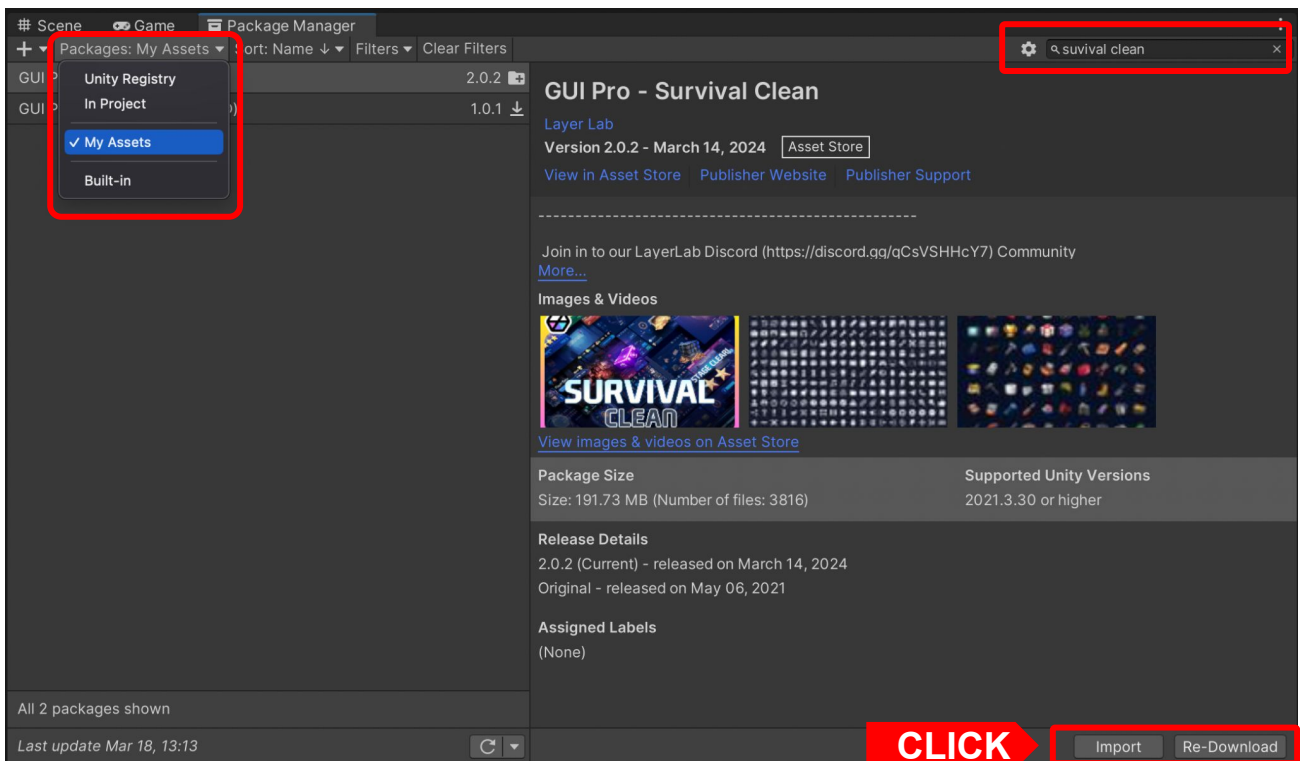 Scene Game Package Manager
Packages: My Assets Sort: Name ↓ Filters Clear Filters suvival clean
Unity Registry
In Project
My Assets
Built-in
GUI P 2.0.2
GUI P ) 1.0.1
All 2 packages shown
Last update Mar 18, 13:13
GUI Pro - Survival Clean
Layer Lab
Version 2.0.2 - March 14, 2024 Asset Store
View in Asset Store Publisher Website Publisher Support
--------------------------------------------------
Join in to our LayerLab Discord (https://discord.gg/qCsVSHHcY7) Community
More...
Images & Videos
STAGE CLEAR
SURVIVAL
CLEAN
View images & videos on Asset Store
Package Size
Size: 191.73 MB (Number of files: 3816)
Supported Unity Versions
2021.3.30 or higher
Release Details
2.0.2 (Current) - released on March 14, 2024
Original - released on May 06, 2021
Assigned Labels
(None)
CLICK Import Re-Download